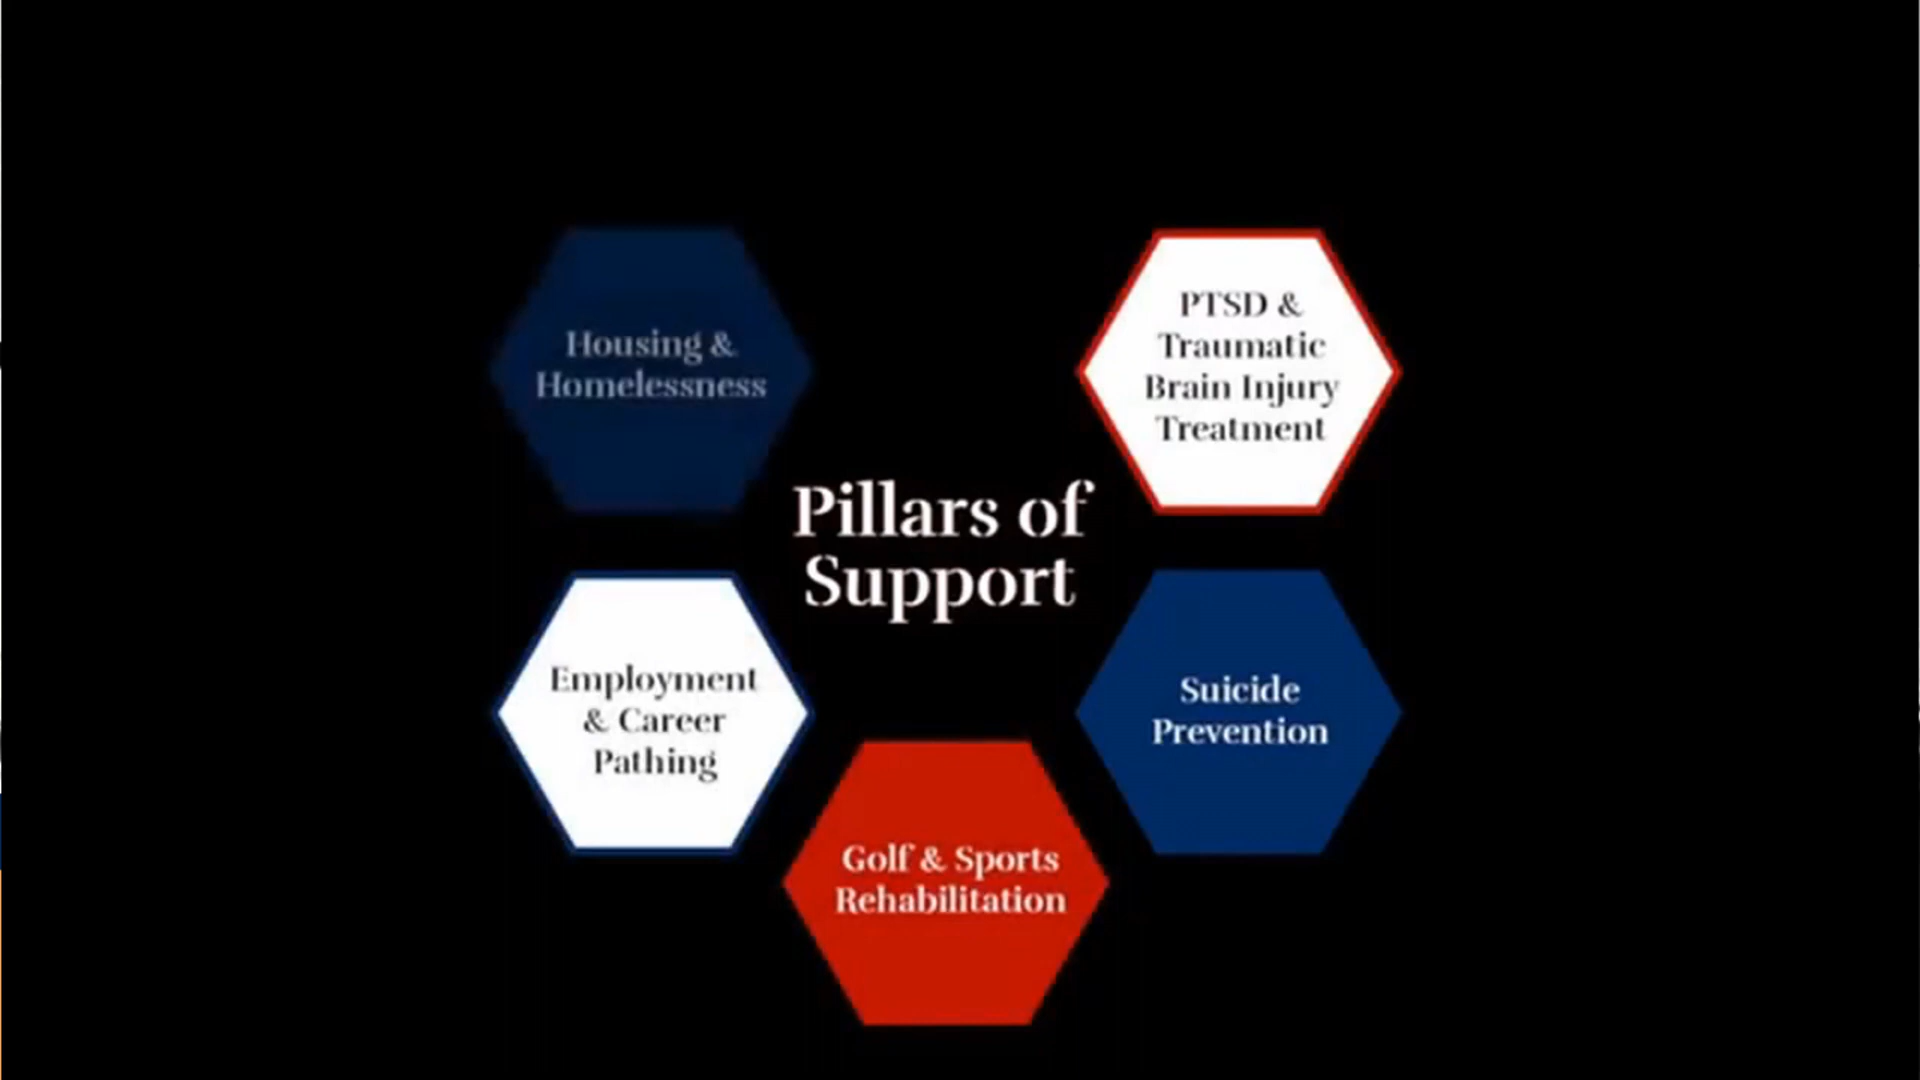 Housing &
Homelessness
PTSD &
Traumatic
Brain Injury
Treatment
Pillars of
Support
Employment
& Career
Pathing
Suicide
Prevention
Golf & Sports
Rehabilitation